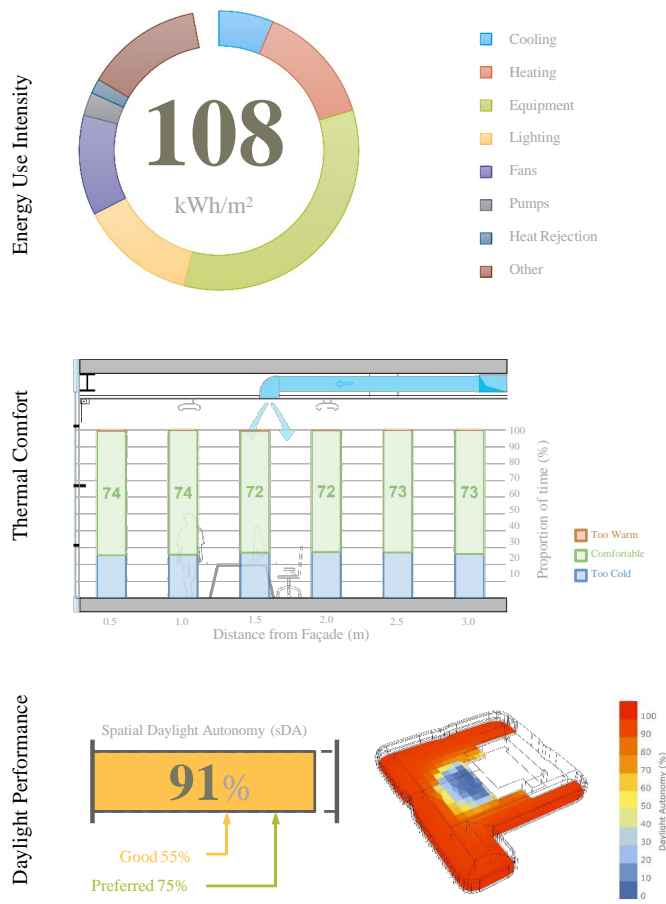 Energy Use Intensity
108
kWh/m²
Cooling
Heating
Equipment
Lighting
Fans
Pumps
Heat Rejection
Other
Thermal Comfort
74
74
72
72
73
73
100
90
80
70
60
50
40
30
20
10
Proportion of time (%)
Too Warm
Comfortable
Too Cold
0.5
1.0
1.5
2.0
2.5
3.0
Distance from Façade (m)
Daylight Performance
Spatial Daylight Autonomy (sDA)
91%
Good 55%
Preferred 75%
100
90
80
70
60
50
40
30
20
10
0
Daylight Autonomy (%)